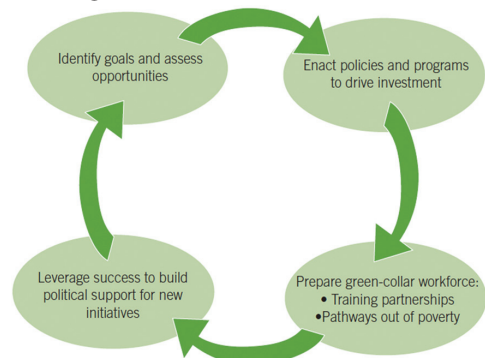 Identify goals and assess
opportunities
Enact policies and programs
to drive investment
Prepare green-collar workforce:
• Training partnerships
•Pathways out of poverty
Leverage success to build
political support for new
initiatives